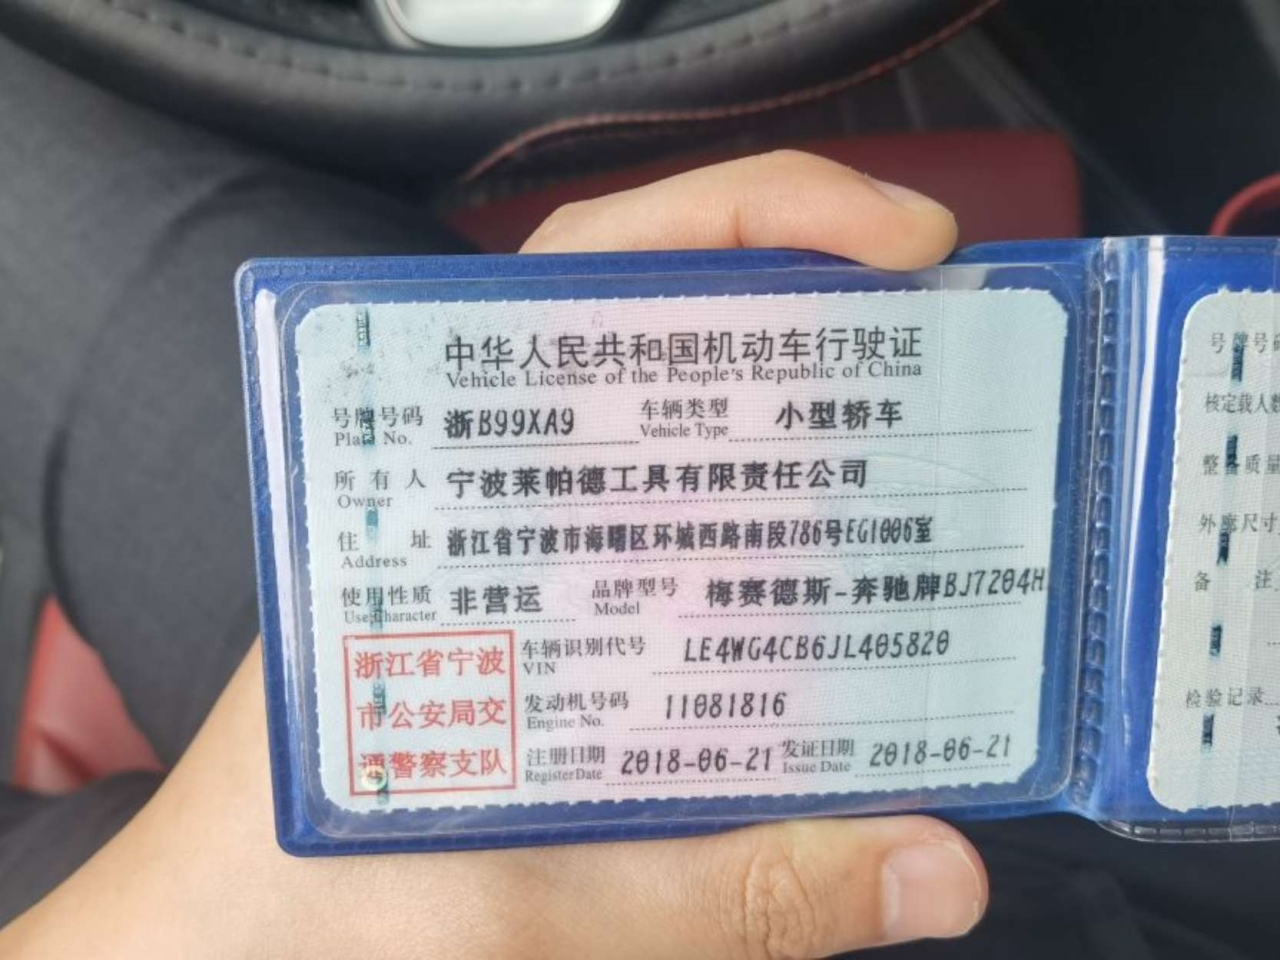 中华人民共和国机动车行驶证
Vehicle License of the People's Republic of China
号牌号码 浙B99XA9 车辆类型 小型轿车
Plate No. Vehicle Type
所有人 宁波莱帕德工具有限责任公司
Owner
住址 浙江省宁波市海曙区环城西路南段786号EG1006室
Address
使用性质 非营运 品牌型号 梅赛德斯-奔驰牌BJ7204H
Use Character Model
浙江省宁波
市公安局交
通警察支队
车辆识别代号 LE4WG4CB6JL405820
VIN
发动机号码 11081816
Engine No.
注册日期 2018-06-21 发证日期 2018-06-21
Register Date Issue Date
号牌号码
核定载人数
整备质量
外廓尺寸
备注
检验记录